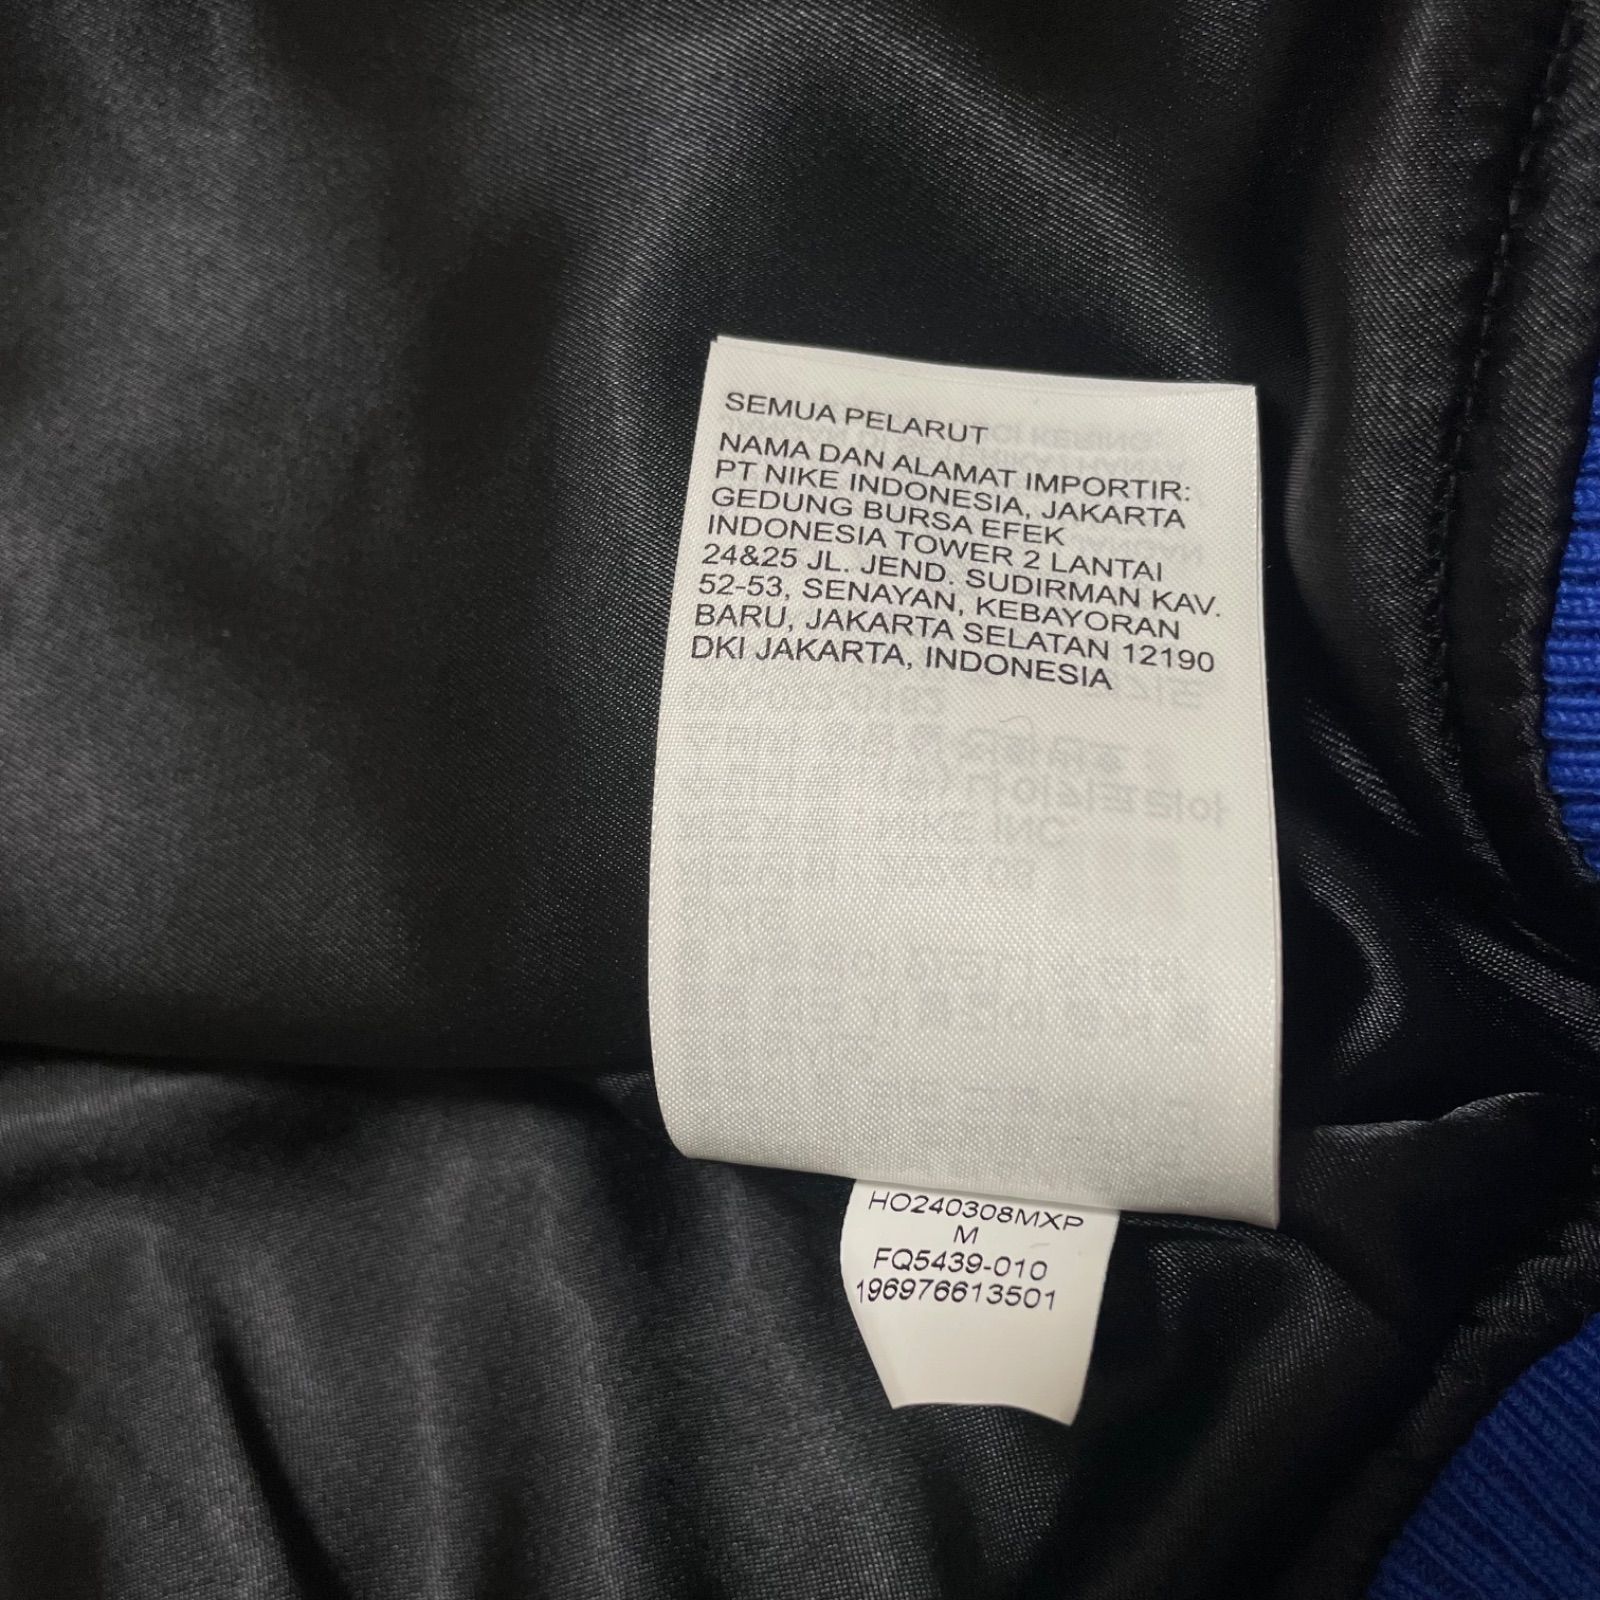 SEMUA PELARUT
NAMA DAN ALAMAT IMPORTIR:
PT NIKE INDONESIA, JAKARTA
GEDUNG BURSA EFEK
INDONESIA TOWER 2 LANTAI
24&25 JL. JEND. SUDIRMAN KAV.
52-53, SENAYAN, KEBAYORAN
BARU, JAKARTA SELATAN 12190
DKI JAKARTA, INDONESIA
HO240308MXP
M
FQ5439-010
196976613501